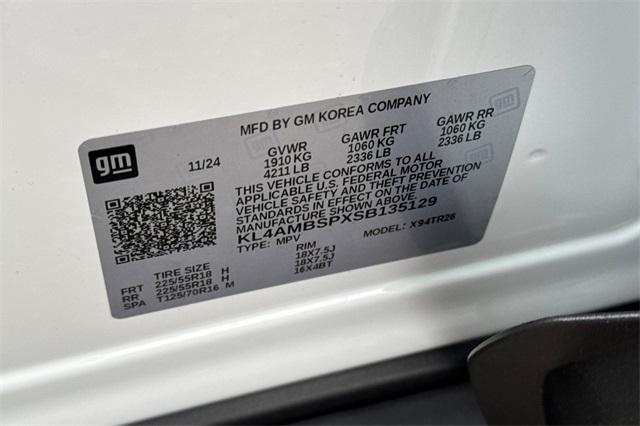 MFD BY GM KOREA COMPANY
gm
11/24
GVWR GAWR FRT GAWR RR
1910 KG 1060 KG 1060 KG
4211 LB 2336 LB 2336 LB
THIS VEHICLE CONFORMS TO ALL
APPLICABLE U.S. FEDERAL MOTOR
VEHICLE SAFETY AND THEFT PREVENTION
STANDARDS IN EFFECT ON THE DATE OF
MANUFACTURE SHOWN ABOVE.
KL4AMBSPXSB135129
TYPE: MPV MODEL: X94TR26
TIRE SIZE RIM
FRT 225/55R18 H 18X7.5J
RR 225/55R18 H 18X7.5J
SPA T125/70R16 M 16X4BT